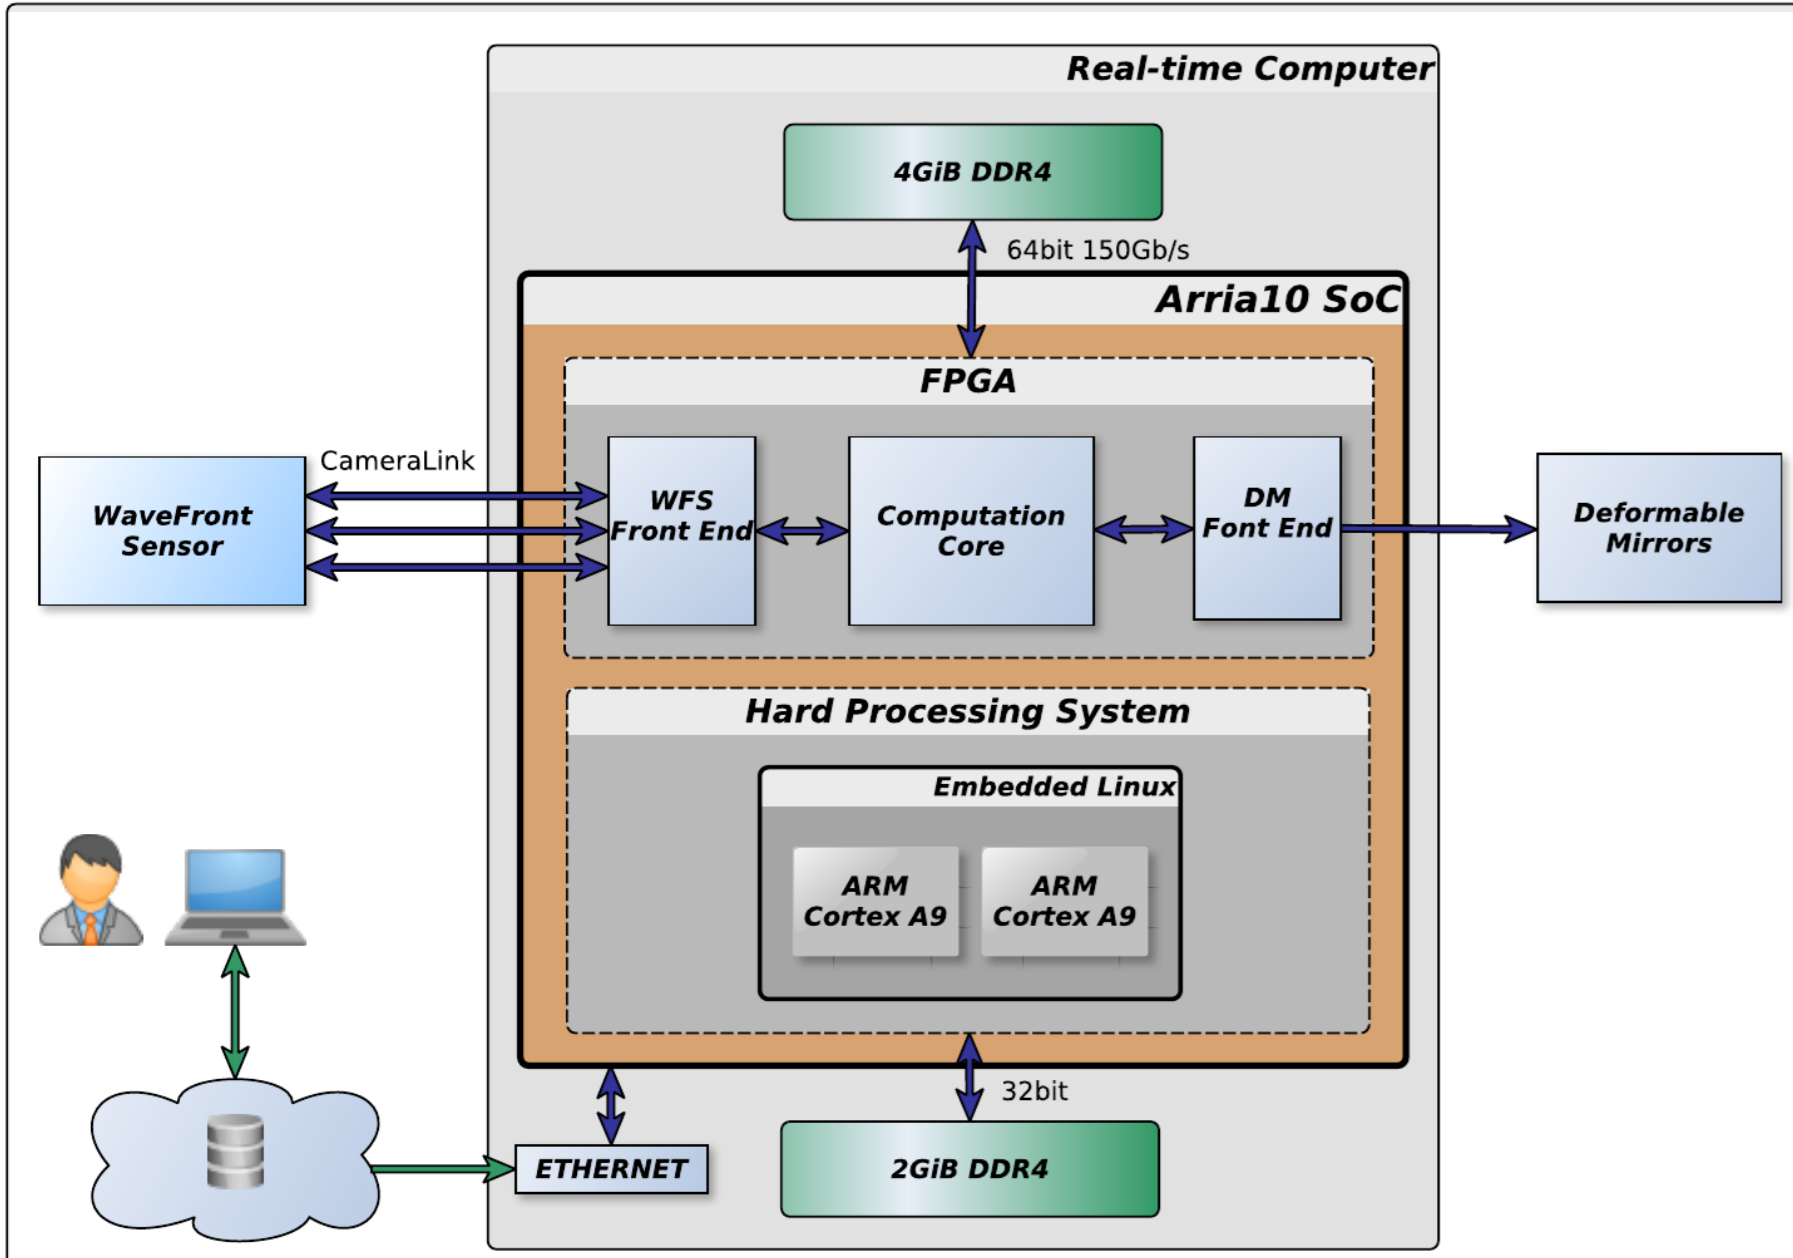 Real-time Computer
4GiB DDR4
64bit 150Gb/s
Arria10 SoC
FPGA
CameraLink
WaveFront
Sensor
WFS
Front End
Computation
Core
DM
Font End
Deformable
Mirrors
Hard Processing System
Embedded Linux
ARM
Cortex A9
ARM
Cortex A9
32bit
ETHERNET
2GiB DDR4